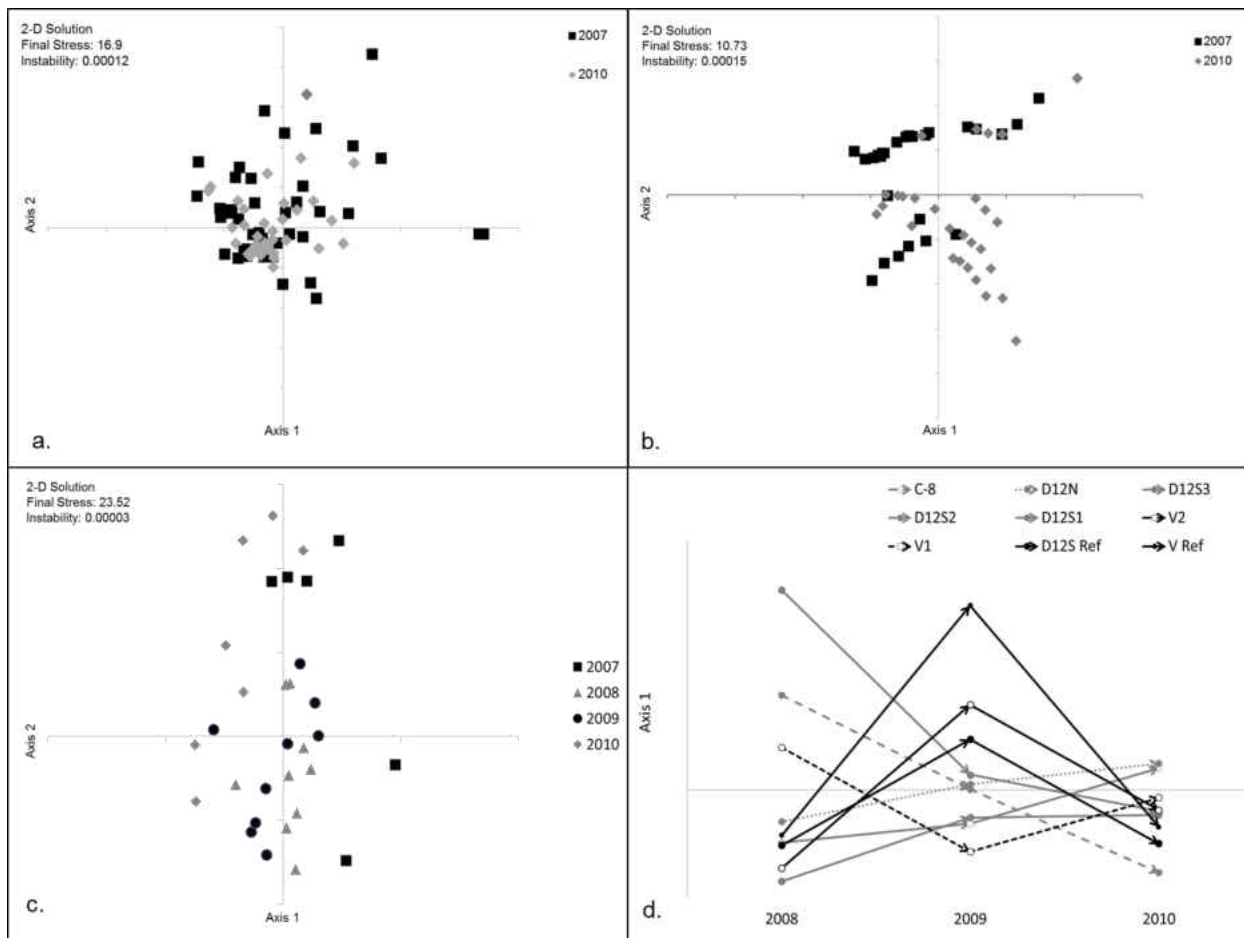 2-D Solution
Final Stress: 16.9
Instability: 0.00012
2007
2010
Axis 2
Axis 1
a.
2-D Solution
Final Stress: 10.73
Instability: 0.00015
2007
2010
Axis 2
Axis 1
b.
2-D Solution
Final Stress: 23.52
Instability: 0.00003
2007
2008
2009
2010
Axis 2
Axis 1
c.
C-8 D12N D12S3
D12S2 D12S1 V2
V1 D12S Ref V Ref
Axis 1
2008 2009 2010
d.